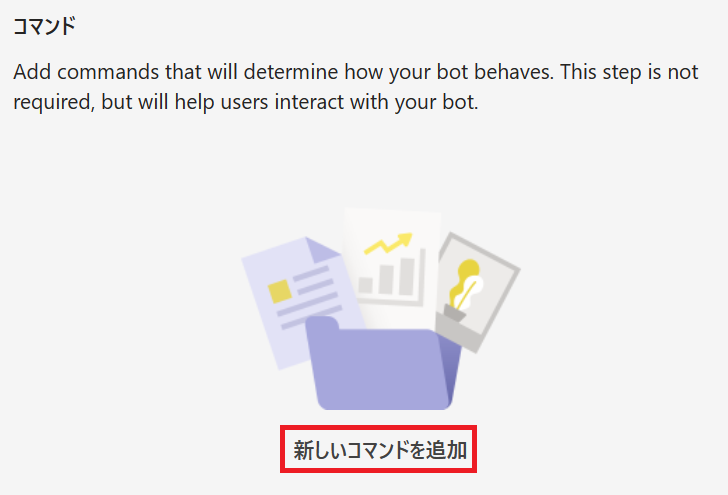 コマンド
Add commands that will determine how your bot behaves. This step is not
required, but will help users interact with your bot.
新しいコマンドを追加